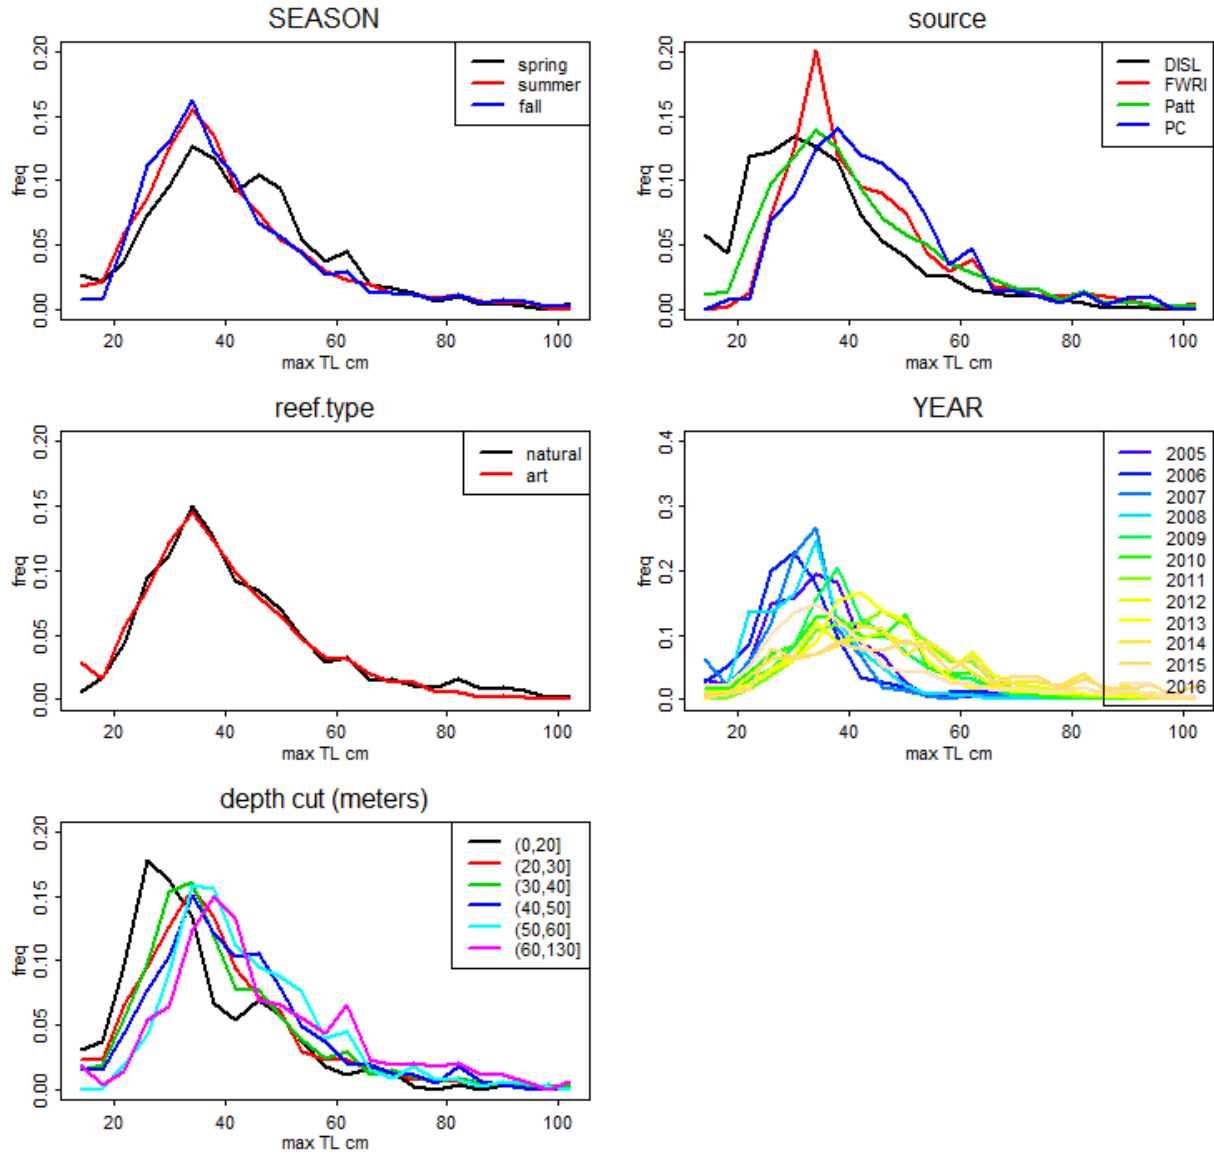 SEASON
freq
0.00 0.05 0.10 0.15 0.20
spring
summer
fall
20 40 60 80 100
max TL cm
source
freq
0.00 0.05 0.10 0.15 0.20
DISL
FWRI
Patt
PC
20 40 60 80 100
max TL cm
reef.type
freq
0.00 0.05 0.10 0.15 0.20
natural
art
20 40 60 80 100
max TL cm
YEAR
freq
0.0 0.1 0.2 0.3 0.4
2005
2006
2007
2008
2009
2010
2011
2012
2013
2014
2015
2016
20 40 60 80 100
max TL cm
depth cut (meters)
freq
0.00 0.05 0.10 0.15 0.20
(0,20]
(20,30]
(30,40]
(40,50]
(50,60]
(60,130]
20 40 60 80 100
max TL cm